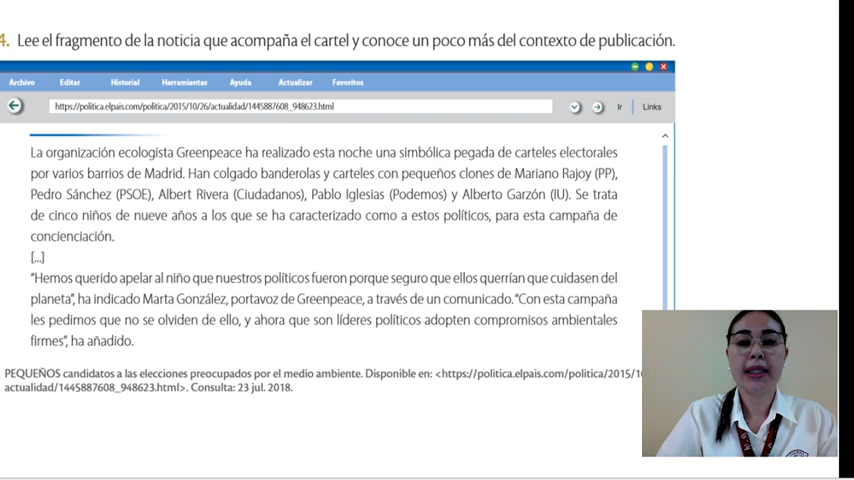 4. Lee el fragmento de la noticia que acompaña el cartel y conoce un poco más del contexto de publicación.
Archivo Editar Historial Herramientas Ayuda Actualizar Favoritos
https://politica.elpais.com/politica/2015/10/26/actualidad/1445887608_948623.html Ir Links
La organización ecologista Greenpeace ha realizado esta noche una simbólica pegada de carteles electorales
por varios barrios de Madrid. Han colgado banderolas y carteles con pequeños clones de Mariano Rajoy (PP),
Pedro Sánchez (PSOE), Albert Rivera (Ciudadanos), Pablo Iglesias (Podemos) y Alberto Garzón (IU). Se trata
de cinco niños de nueve años a los que se ha caracterizado como a estos políticos, para esta campaña de
concienciación.
[...]
“Hemos querido apelar al niño que nuestros políticos fueron porque seguro que ellos querrían que cuidasen del
planeta”, ha indicado Marta González, portavoz de Greenpeace, a través de un comunicado. “Con esta campaña
les pedimos que no se olviden de ello, y ahora que son líderes políticos adopten compromisos ambientales
firmes”, ha añadido.
PEQUEÑOS candidatos a las elecciones preocupados por el medio ambiente. Disponible en: <https://politica.elpais.com/politica/2015/10
actualidad/1445887608_948623.html>. Consulta: 23 jul. 2018.